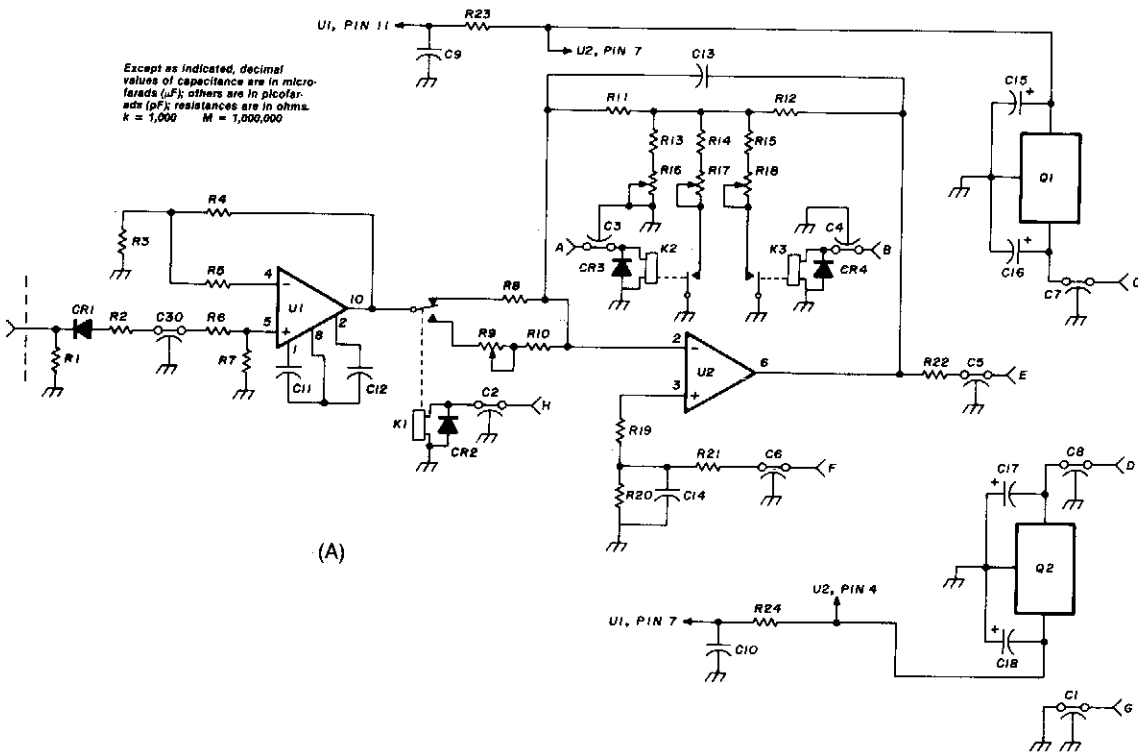 U1, PIN 11
R23
C9
U2, PIN 7
C13
Except as indicated, decimal
values of capacitance are in micro-
farads (µF); others are in picofar-
ads (pF); resistances are in ohms.
k = 1,000 M = 1,000,000
C15
+
R11
R12
R13
R14
R15
R16
R17
R18
Q1
R4
R3
C3
C4
A
K2
K3
B
CR3
CR4
+
C16
C7
C
R5
4
−
U1
10
R8
CR1
R2
C30
R6
5
+
8
2
1
R1
R7
R9
R10
2
−
U2
6
3
+
R22
C5
E
C11
C12
C2
H
K1
CR2
R19
R21
C6
F
R20
C14
C17
+
C8
D
(A)
Q2
U2, PIN 4
U1, PIN 7
R24
C10
+
C18
C1
G